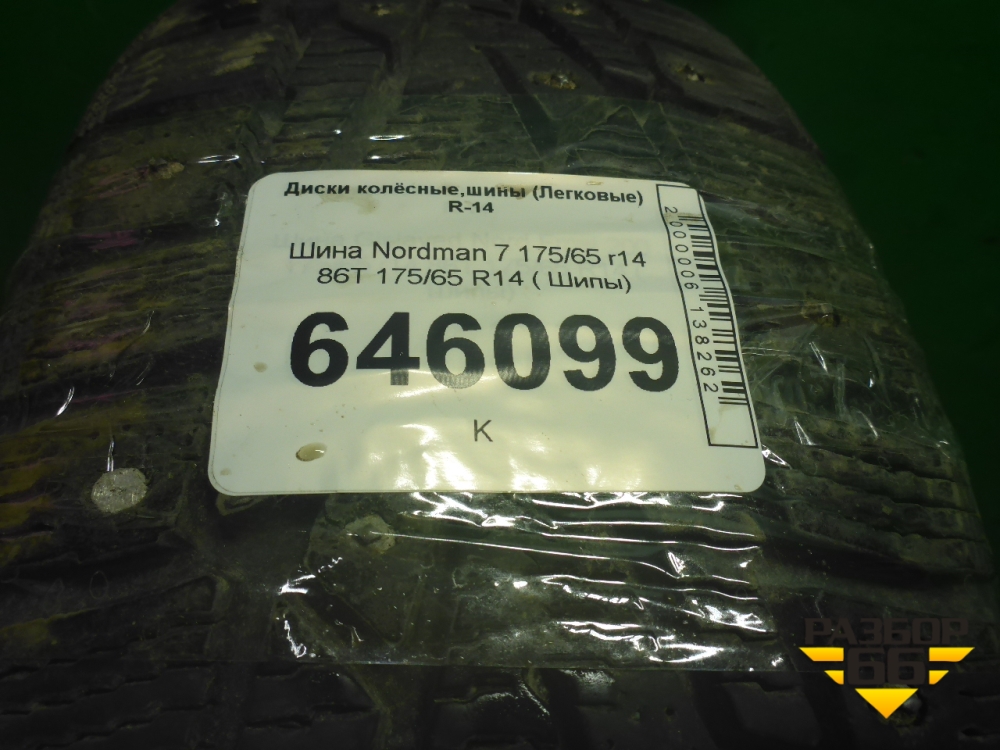 Диски колёсные,шины (Легковые)
R-14
Шина Nordman 7 175/65 r14
86T 175/65 R14 ( Шипы)
646099
К
2000006138262
РАЗБОР
66